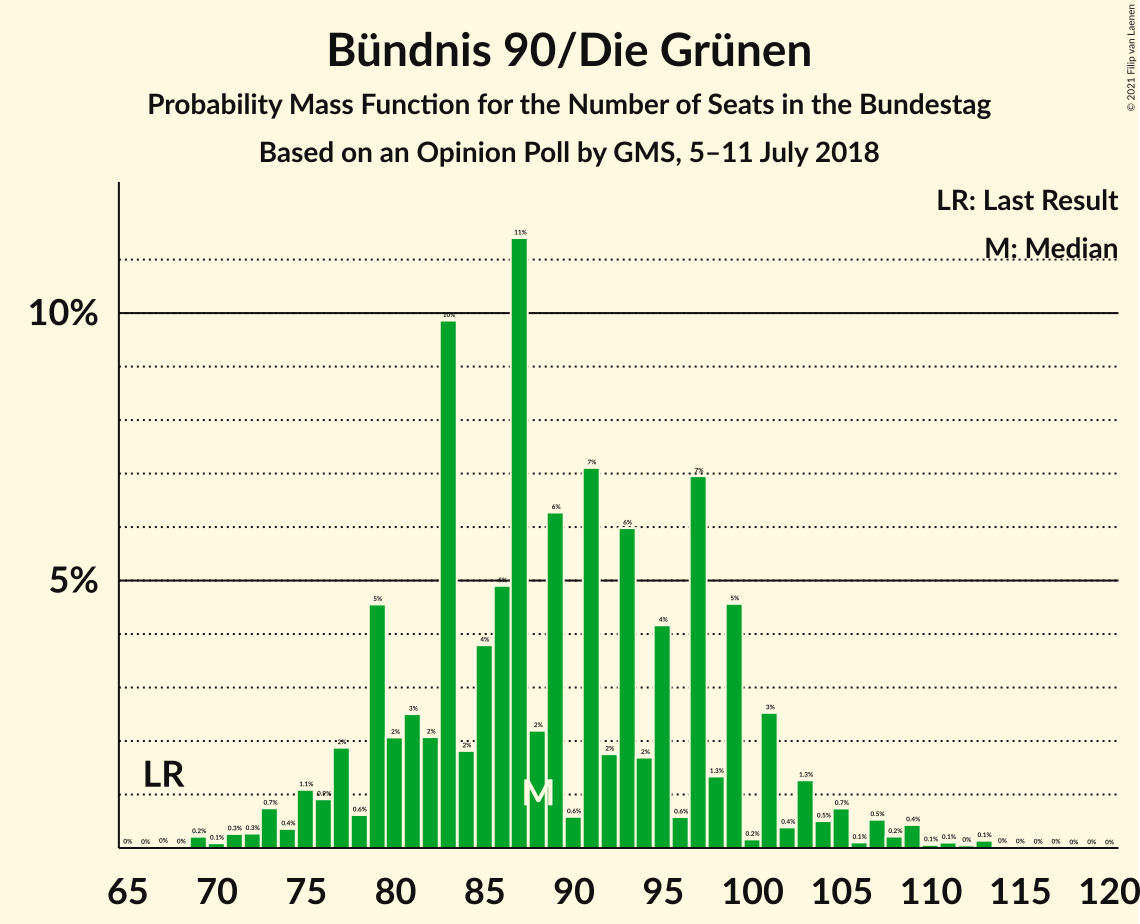 Bündnis 90/Die Grünen
Probability Mass Function for the Number of Seats in the Bundestag
Based on an Opinion Poll by GMS, 5–11 July 2018
© 2021 Filip van Laenen
LR: Last Result
M: Median
10%
5%
0% 0% 0% 0% 0.2% 0.1% 0.3% 0.3% 0.7% 0.4% 1.1% 0.9% 2% 0.6% 5% 2% 3% 2% 10% 2% 4% 5% 11% 2% 6% 0.6% 7% 2% 6% 2% 4% 0.6% 7% 1.3% 5% 0.2% 3% 0.4% 1.3% 0.5% 0.7% 0.1% 0.5% 0.2% 0.4% 0.1% 0.1% 0% 0.1% 0% 0% 0% 0% 0% 0% 0%
LR
M
65 70 75 80 85 90 95 100 105 110 115 120